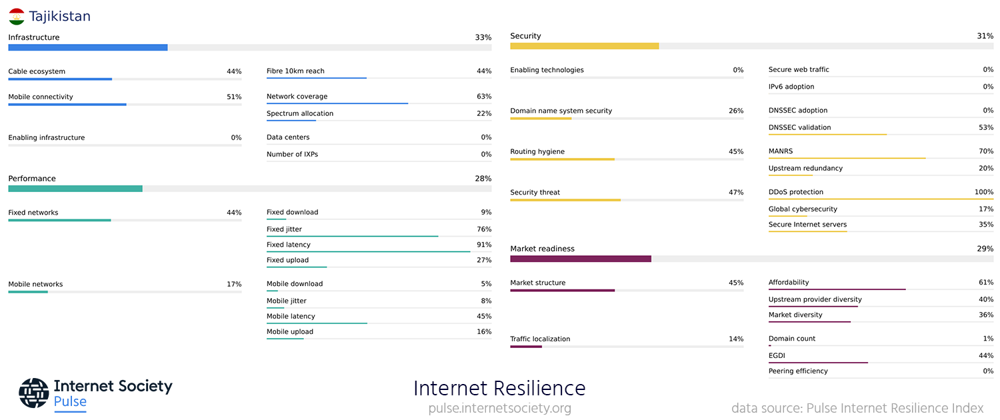 Tajikistan
Infrastructure 33%
Cable ecosystem 44%
Fibre 10km reach 44%
Mobile connectivity 51%
Network coverage 63%
Spectrum allocation 22%
Enabling infrastructure 0%
Data centers 0%
Number of IXPs 0%
Performance 28%
Fixed networks 44%
Fixed download 9%
Fixed jitter 76%
Fixed latency 91%
Fixed upload 27%
Mobile networks 17%
Mobile download 5%
Mobile jitter 8%
Mobile latency 45%
Mobile upload 16%
Security 31%
Enabling technologies 0%
Secure web traffic 0%
IPv6 adoption 0%
Domain name system security 26%
DNSSEC adoption 0%
DNSSEC validation 53%
Routing hygiene 45%
MANRS 70%
Upstream redundancy 20%
Security threat 47%
DDoS protection 100%
Global cybersecurity 17%
Secure Internet servers 35%
Market readiness 29%
Market structure 45%
Affordability 61%
Upstream provider diversity 40%
Market diversity 36%
Traffic localization 14%
Domain count 1%
EGDI 44%
Peering efficiency 0%
Internet Society
Pulse
Internet Resilience
pulse.internetsociety.org
data source: Pulse Internet Resilience Index